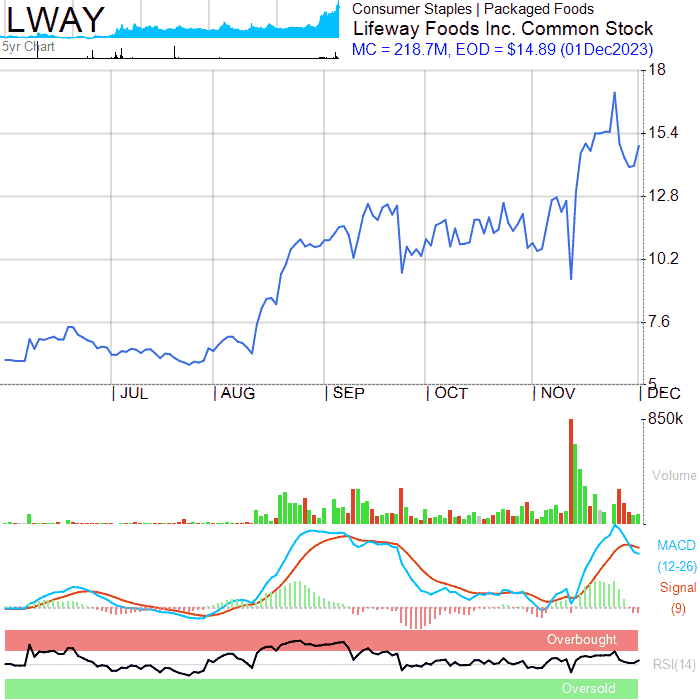 LWAY
5yr Chart
Consumer Staples | Packaged Foods
Lifeway Foods Inc. Common Stock
MC = 218.7M, EOD = $14.89 (01Dec2023)
18
15.4
12.8
10.2
7.6
5
JUL
AUG
SEP
OCT
NOV
DEC
850k
Volume
MACD
(12-26)
Signal
(9)
Overbought
RSI(14)
Oversold